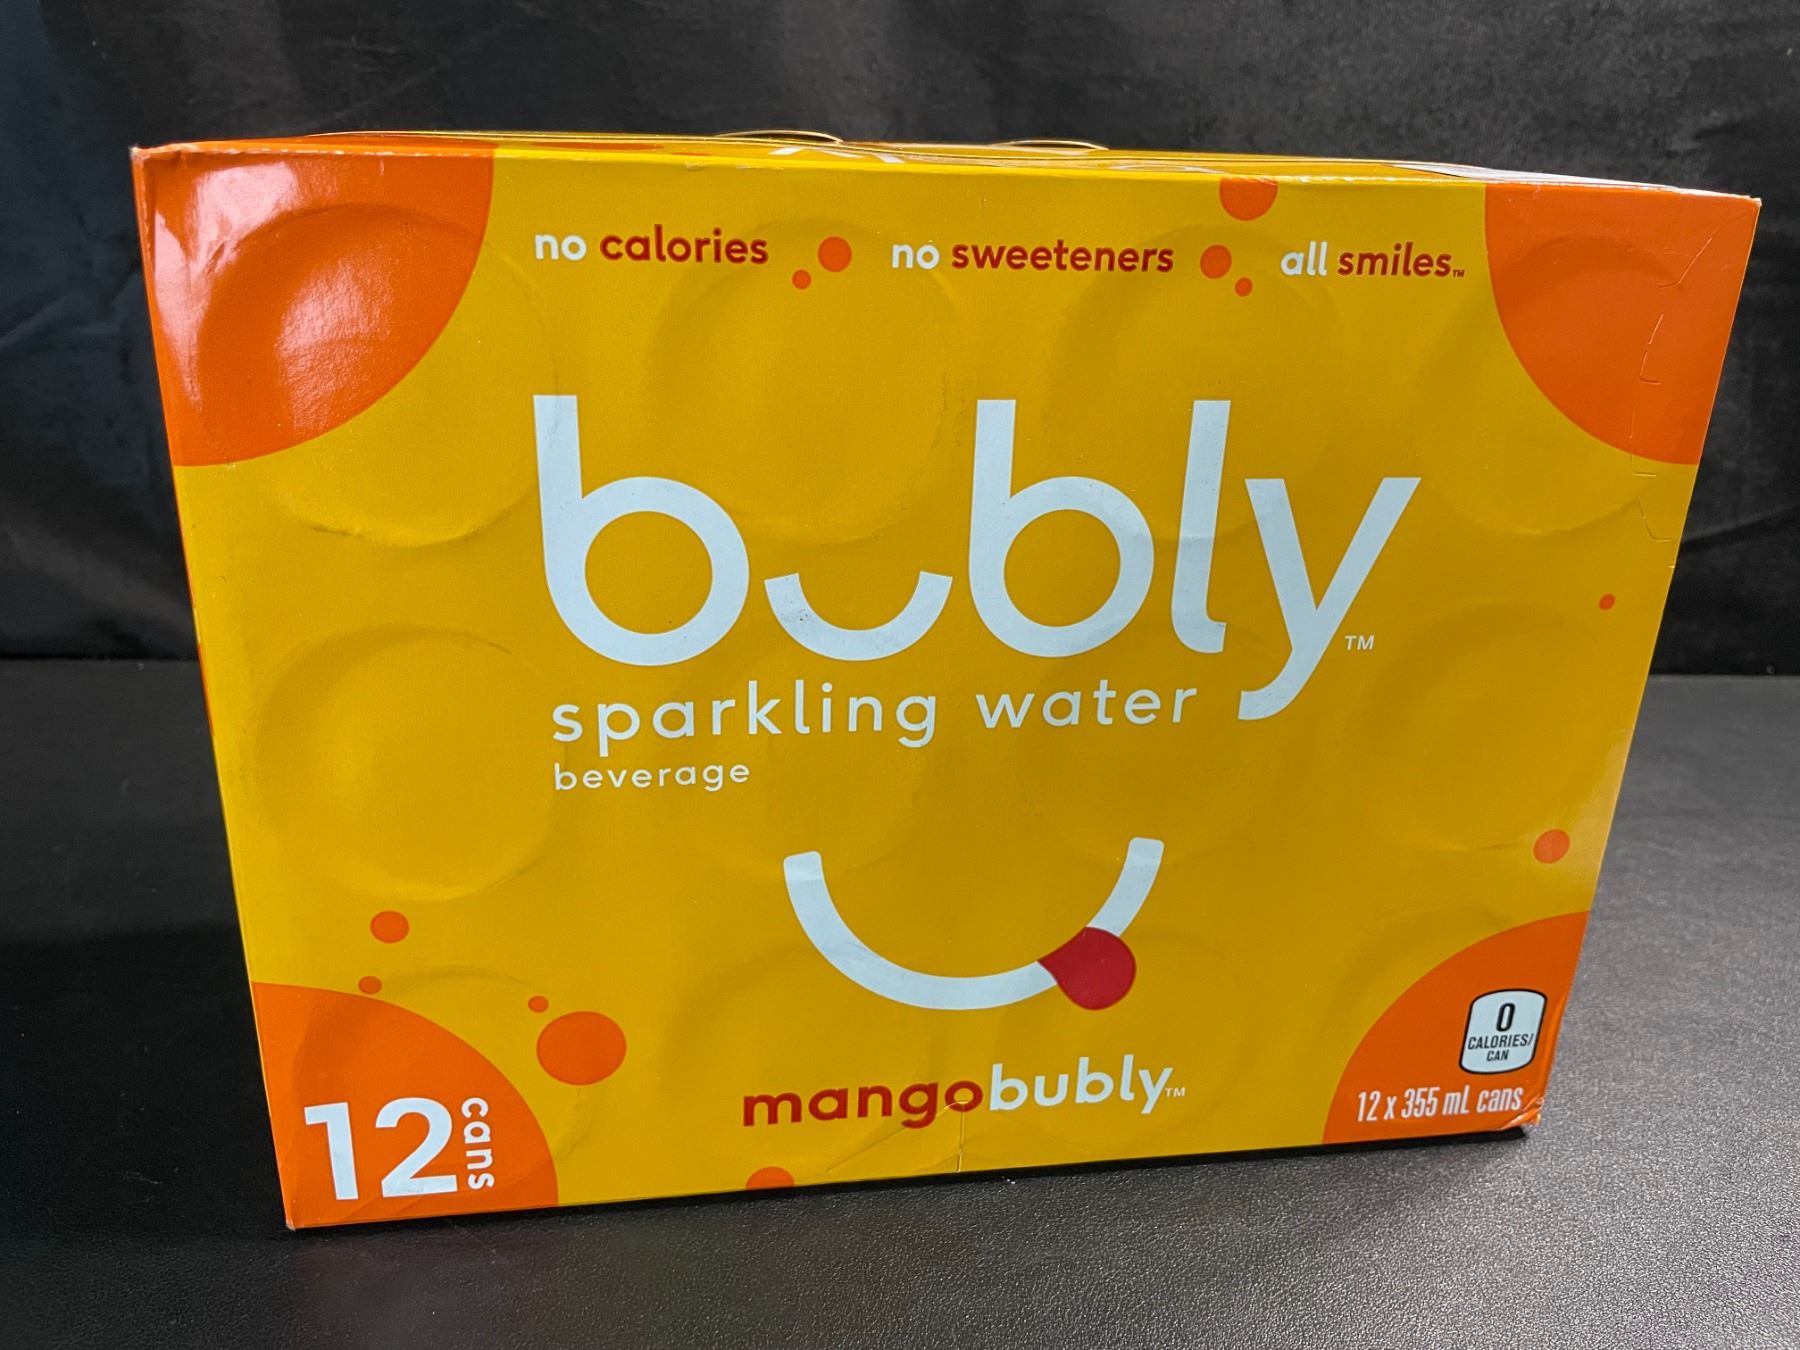 no calories no sweeteners all smiles™
bubly™
sparkling water
beverage
mangobubly™
0
CALORIES/
CAN
12 cans
12 x 355 mL cans